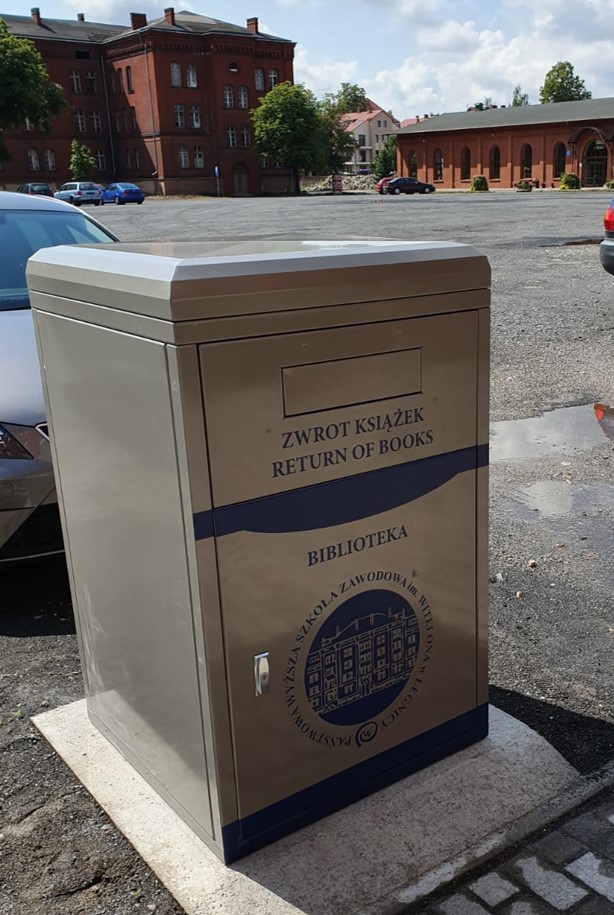 ZWROT KSIĄŻEK
RETURN OF BOOKS
BIBLIOTEKA
PAŃSTWOWA WYŻSZA SZKOŁA ZAWODOWA im. WITELONA w LEGNICY